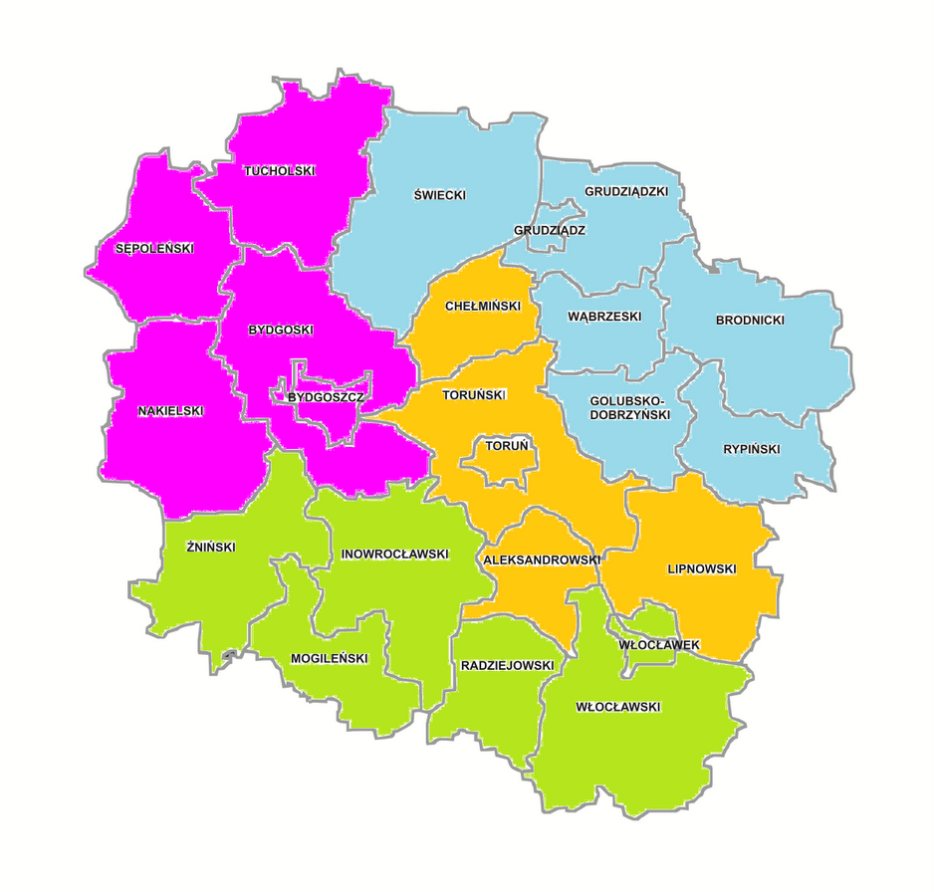 TUCHOLSKI
ŚWIECKI
GRUDZIĄDZKI
GRUDZIĄDZ
SĘPOLEŃSKI
CHEŁMIŃSKI
WĄBRZESKI
BRODNICKI
BYDGOSKI
TORUŃSKI
BYDGOSZCZ
GOLUBSKO-
DOBRZYŃSKI
NAKIELSKI
TORUŃ
RYPIŃSKI
ŻNIŃSKI
INOWROCŁAWSKI
ALEKSANDROWSKI
LIPNOWSKI
WŁOCŁAWEK
MOGILEŃSKI
RADZIEJOWSKI
WŁOCŁAWSKI